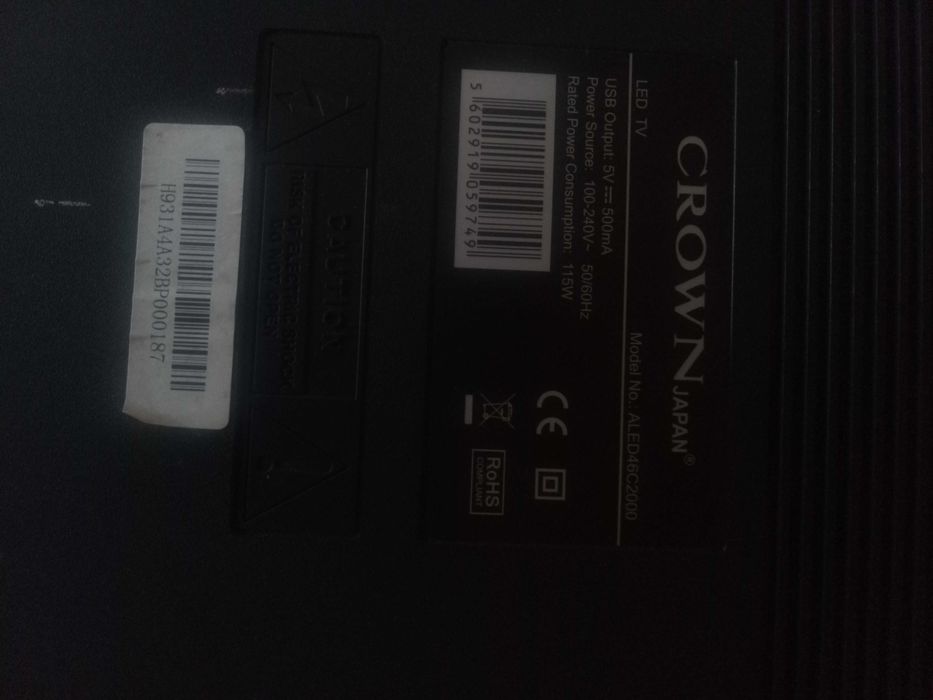 CROWN JAPAN®
LED TV
Model No.: ALED46C2000
USB Output: 5V ⎓ 500mA
Power Source: 100-240V~ 50/60Hz
Rated Power Consumption: 115W
5 602919 059749
CE
RoHS
COMPLIANT
CAUTION
RISK OF ELECTRIC SHOCK
DO NOT OPEN
H931A4A32BP000187